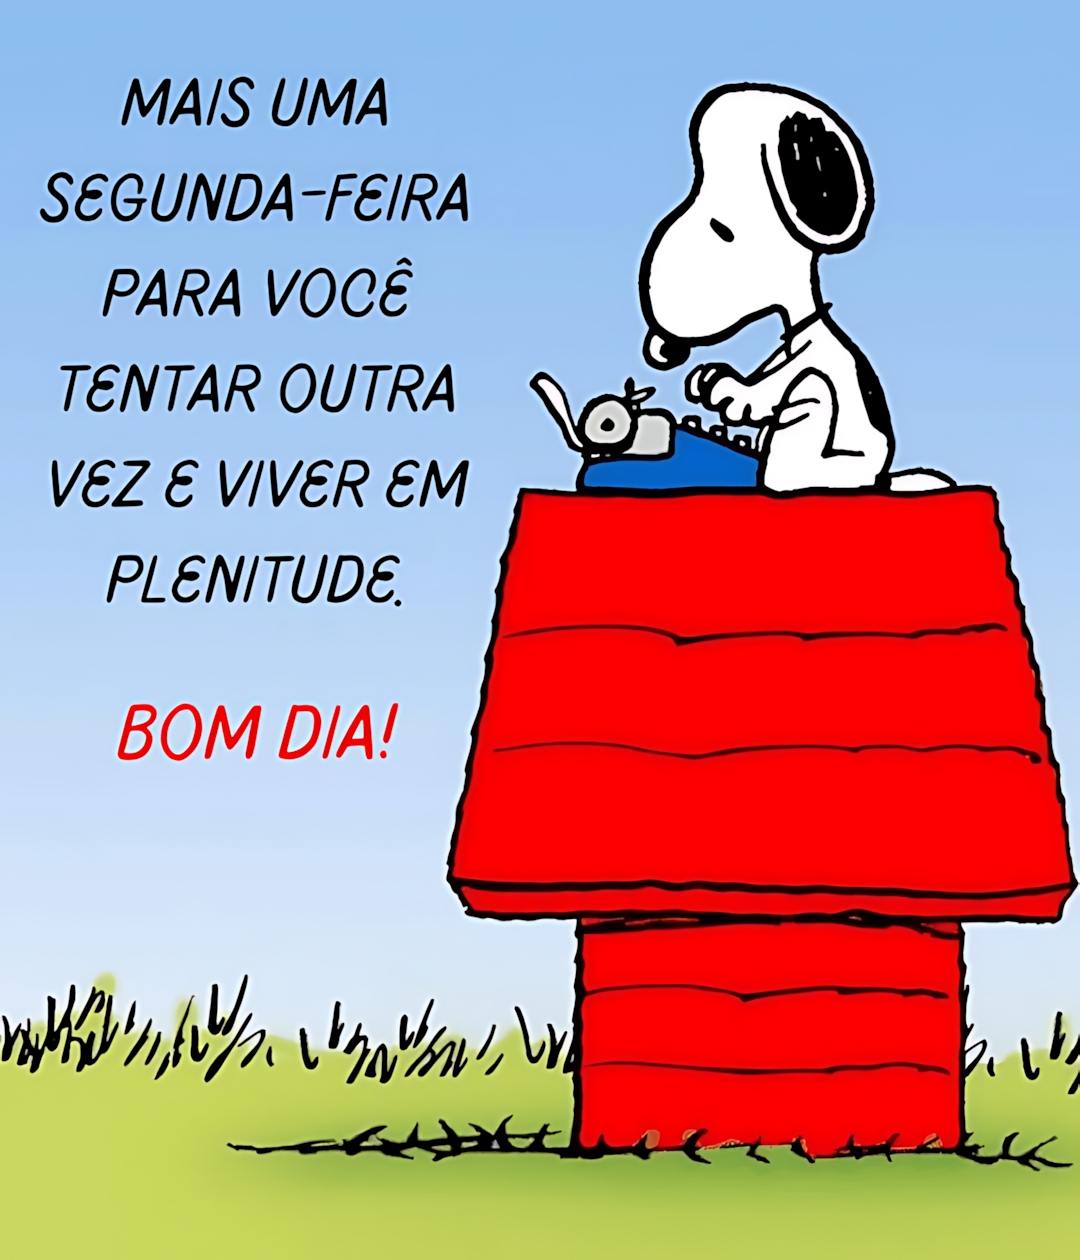 MAIS UMA
SEGUNDA-FEIRA
PARA VOCÊ
TENTAR OUTRA
VEZ E VIVER EM
PLENITUDE.
BOM DIA!